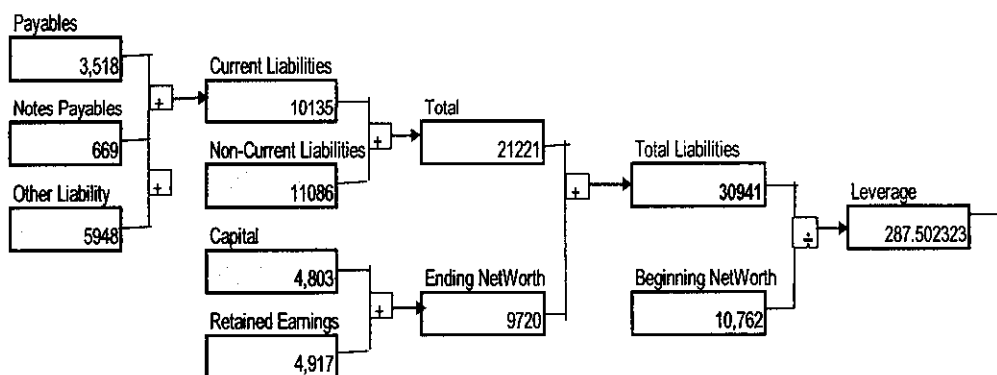 Payables
3,518
+
Notes Payables
669
+
Other Liability
5948
Current Liabilities
10135
+
Non-Current Liabilities
11086
Capital
4,803
+
Retained Earnings
4,917
Total
21221
+
Ending NetWorth
9720
Total Liabilities
30941
÷
Beginning NetWorth
10,762
Leverage
287.502323